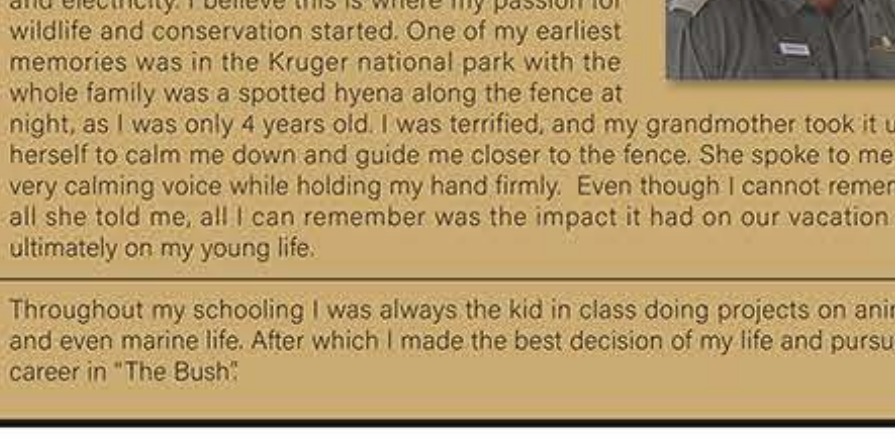 and electricity. I believe this is where my passion for
wildlife and conservation started. One of my earliest
memories was in the Kruger national park with the
whole family was a spotted hyena along the fence at
night, as I was only 4 years old. I was terrified, and my grandmother took it
herself to calm me down and guide me closer to the fence. She spoke to me
very calming voice while holding my hand firmly. Even though I cannot
all she told me, all I can remember was the impact it had on our vacation
ultimately on my young life.
Throughout my schooling I was always the kid in class doing projects on
and even marine life. After which I made the best decision of my life and
career in "The Bush".